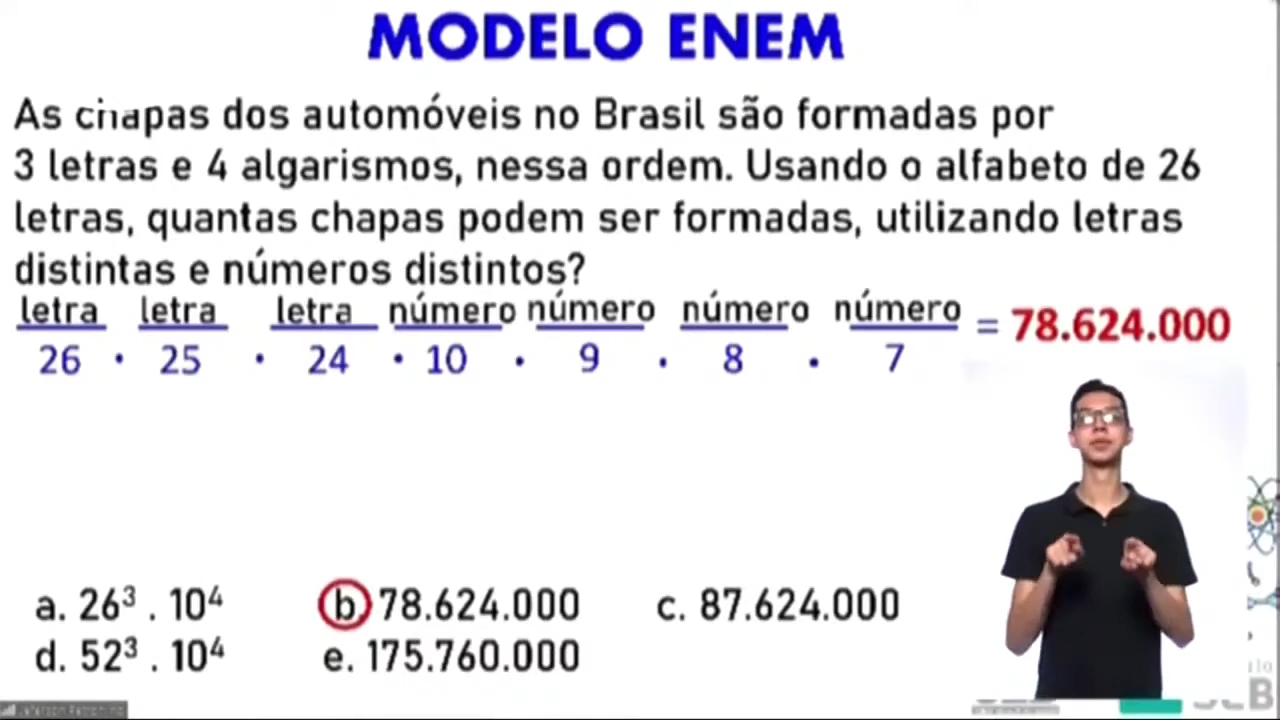 MODELO ENEM
As chapas dos automóveis no Brasil são formadas por
3 letras e 4 algarismos, nessa ordem. Usando o alfabeto de 26
letras, quantas chapas podem ser formadas, utilizando letras
distintas e números distintos?
letra letra letra número número número número = 78.624.000
26 . 25 . 24 . 10 . 9 . 8 . 7
a. 26³ . 10⁴ b. 78.624.000 c. 87.624.000
d. 52³ . 10⁴ e. 175.760.000